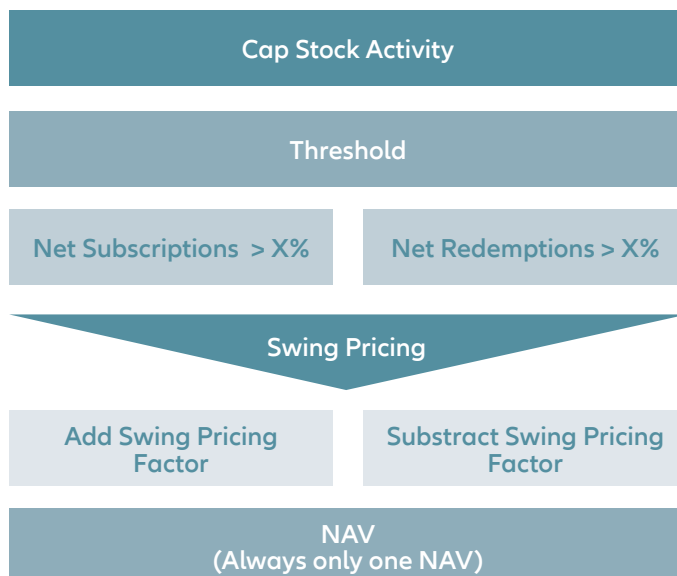 Cap Stock Activity
Threshold
Net Subscriptions > X%
Net Redemptions > X%
Swing Pricing
Add Swing Pricing
Factor
Substract Swing Pricing
Factor
NAV
(Always only one NAV)